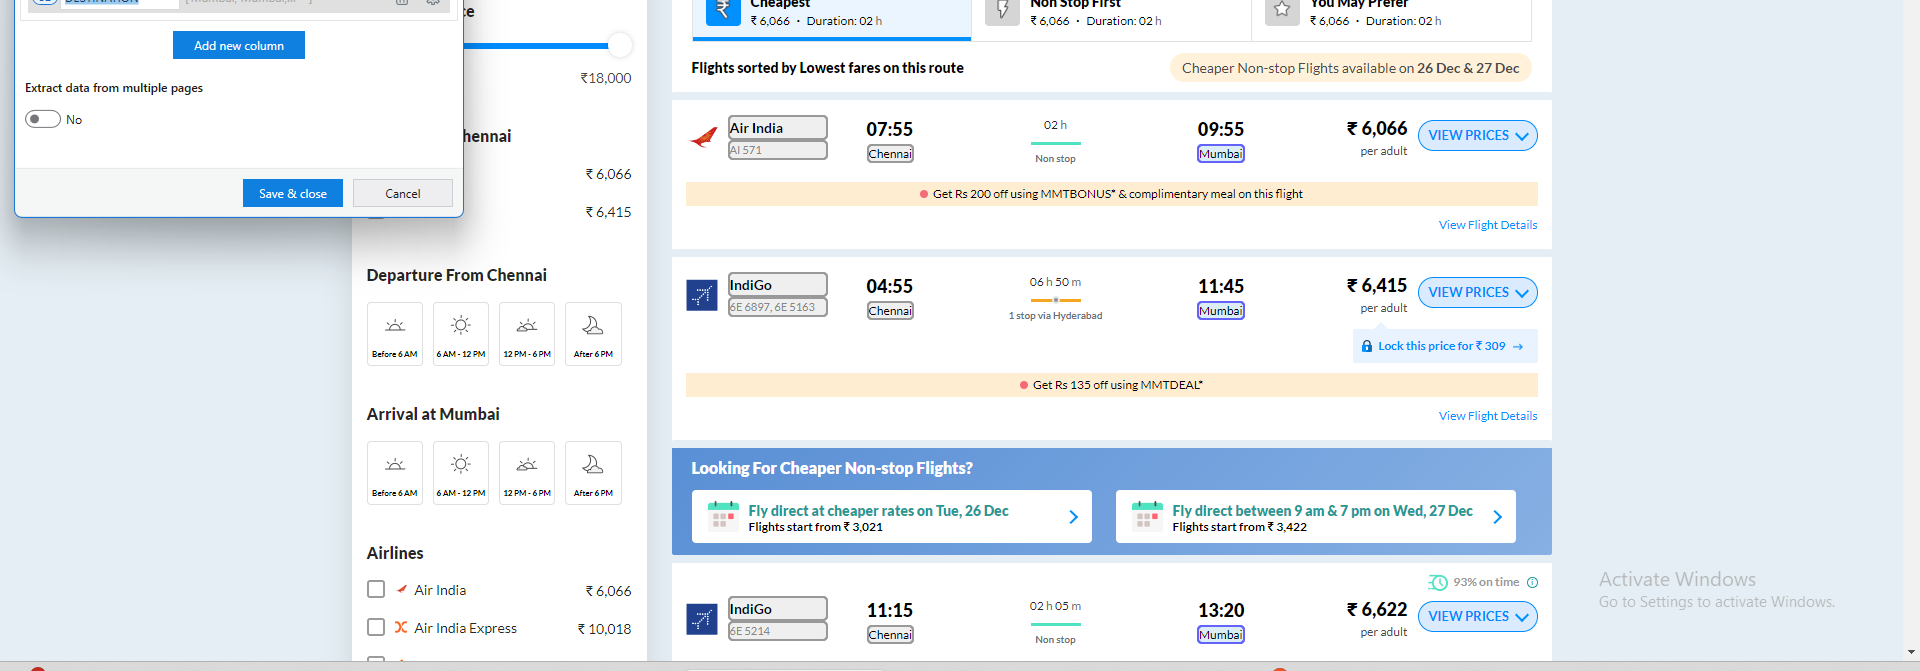 DESTINATION [Mumbai, Mumbai,... ]
Add new column
Extract data from multiple pages
No
Save & close
Cancel
₹18,000
hennai
₹ 6,066
₹ 6,415
Departure From Chennai
Before 6 AM
6 AM - 12 PM
12 PM - 6 PM
After 6 PM
Arrival at Mumbai
Before 6 AM
6 AM - 12 PM
12 PM - 6 PM
After 6 PM
Airlines
Air India ₹ 6,066
Air India Express ₹ 10,018
Cheapest
₹ 6,066 · Duration: 02 h
Non Stop First
₹ 6,066 · Duration: 02 h
You May Prefer
₹ 6,066 · Duration: 02 h
Flights sorted by Lowest fares on this route
Cheaper Non-stop Flights available on 26 Dec & 27 Dec
Air India
AI 571
07:55
Chennai
02 h
Non stop
09:55
Mumbai
₹ 6,066
per adult
VIEW PRICES
Get Rs 200 off using MMTBONUS* & complimentary meal on this flight
View Flight Details
IndiGo
6E 6897, 6E 5163
04:55
Chennai
06 h 50 m
1 stop via Hyderabad
11:45
Mumbai
₹ 6,415
per adult
VIEW PRICES
Lock this price for ₹ 309 →
Get Rs 135 off using MMTDEAL*
View Flight Details
Looking For Cheaper Non-stop Flights?
Fly direct at cheaper rates on Tue, 26 Dec
Flights start from ₹ 3,021
Fly direct between 9 am & 7 pm on Wed, 27 Dec
Flights start from ₹ 3,422
93% on time
IndiGo
6E 5214
11:15
Chennai
02 h 05 m
Non stop
13:20
Mumbai
₹ 6,622
per adult
VIEW PRICES
Activate Windows
Go to Settings to activate Windows.